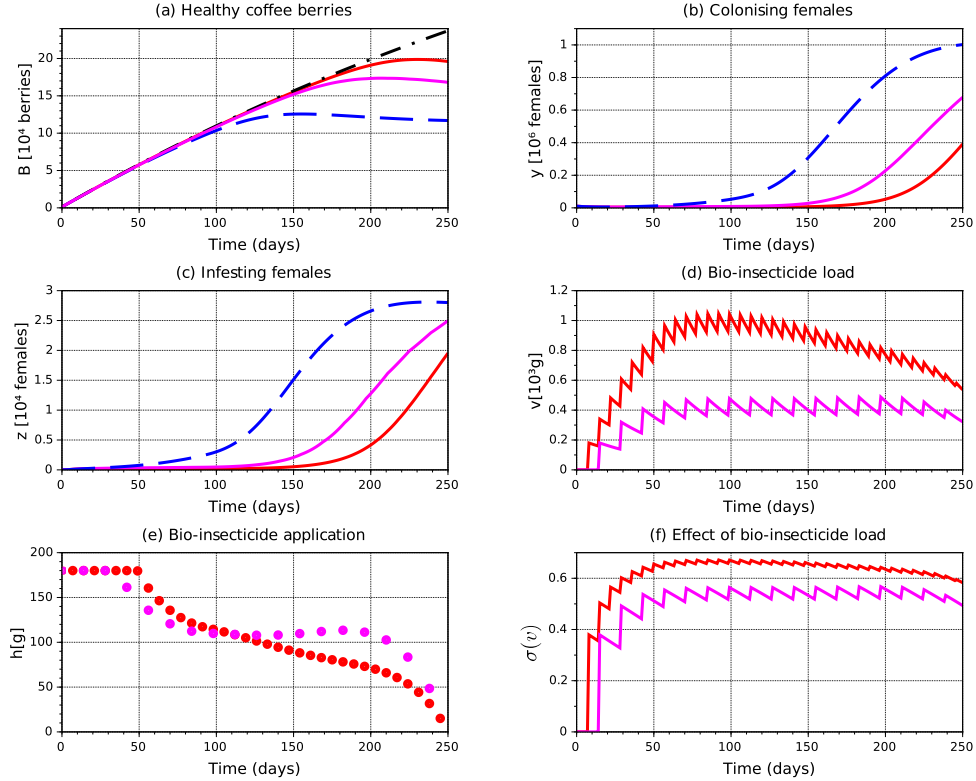 (a) Healthy coffee berries
B [10⁴ berries]
20
15
10
5
0
0 50 100 150 200 250
Time (days)
(b) Colonising females
y [10⁶ females]
1
0.8
0.6
0.4
0.2
0
0 50 100 150 200 250
Time (days)
(c) Infesting females
z [10⁴ females]
3
2.5
2
1.5
1
0.5
0
0 50 100 150 200 250
Time (days)
(d) Bio-insecticide load
v[10³g]
1.2
1
0.8
0.6
0.4
0.2
0
0 50 100 150 200 250
Time (days)
(e) Bio-insecticide application
h[g]
200
150
100
50
0
0 50 100 150 200 250
Time (days)
(f) Effect of bio-insecticide load
σ(v)
0.6
0.4
0.2
0
0 50 100 150 200 250
Time (days)